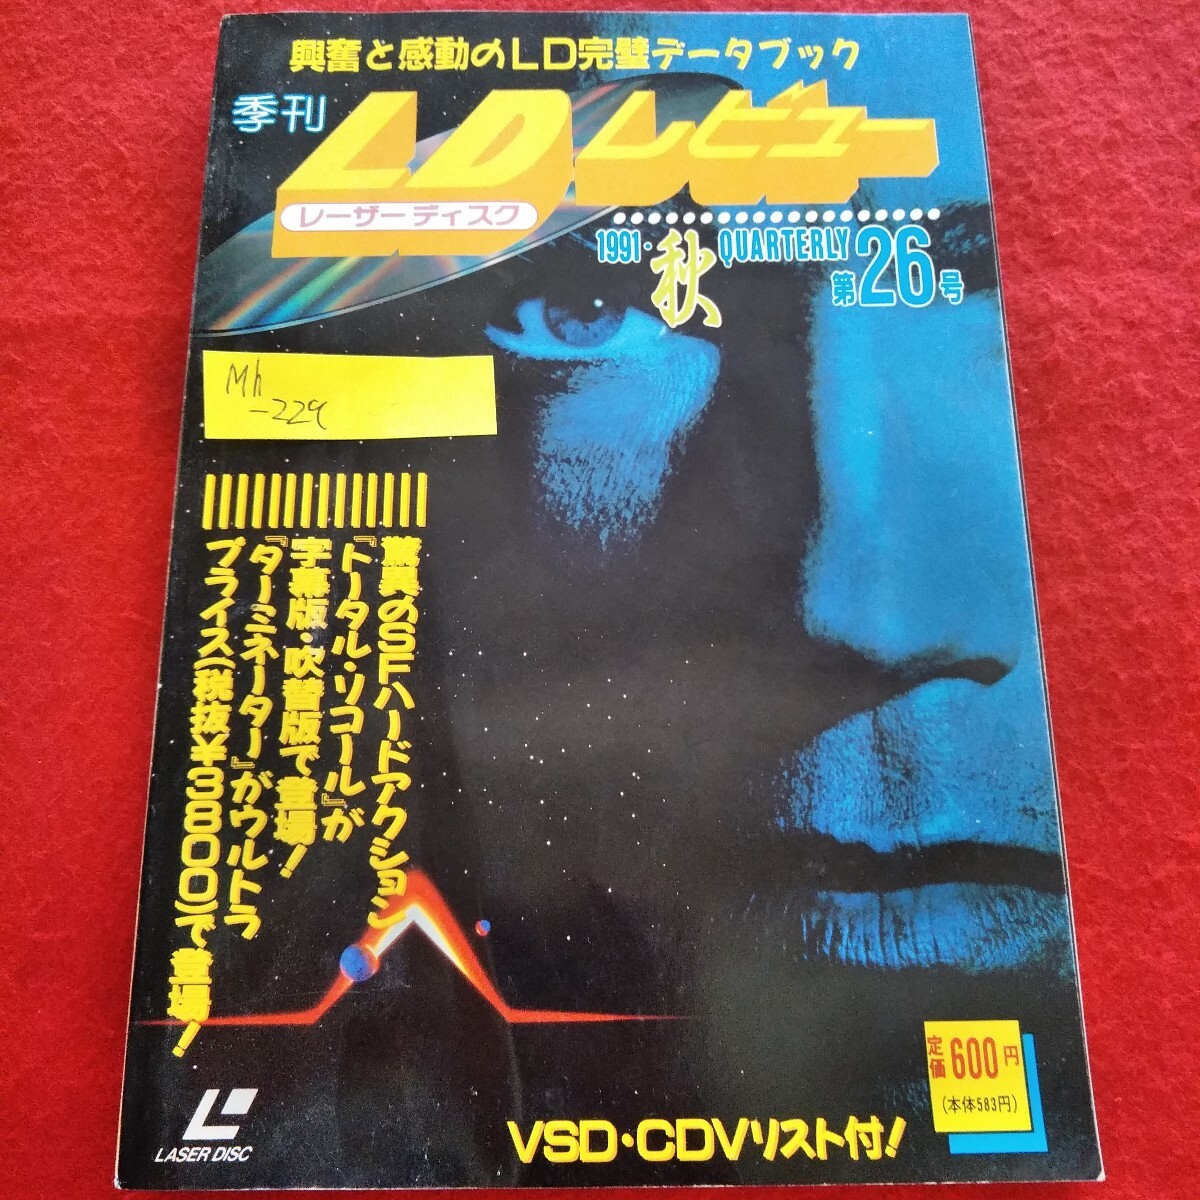 興奮と感動のLD完璧データブック
季刊
LDレビュー
レーザーディスク
1991・秋 QUARTERLY 第26号
Mh
-229
驚異のSFハードアクション
『トータル・リコール』が
字幕版・吹替版で登場!
『ターミネーター』がウルトラ
プライス(税抜¥3800)で登場!
定価600円
(本体583円)
LASER DISC
VSD・CDVリスト付!